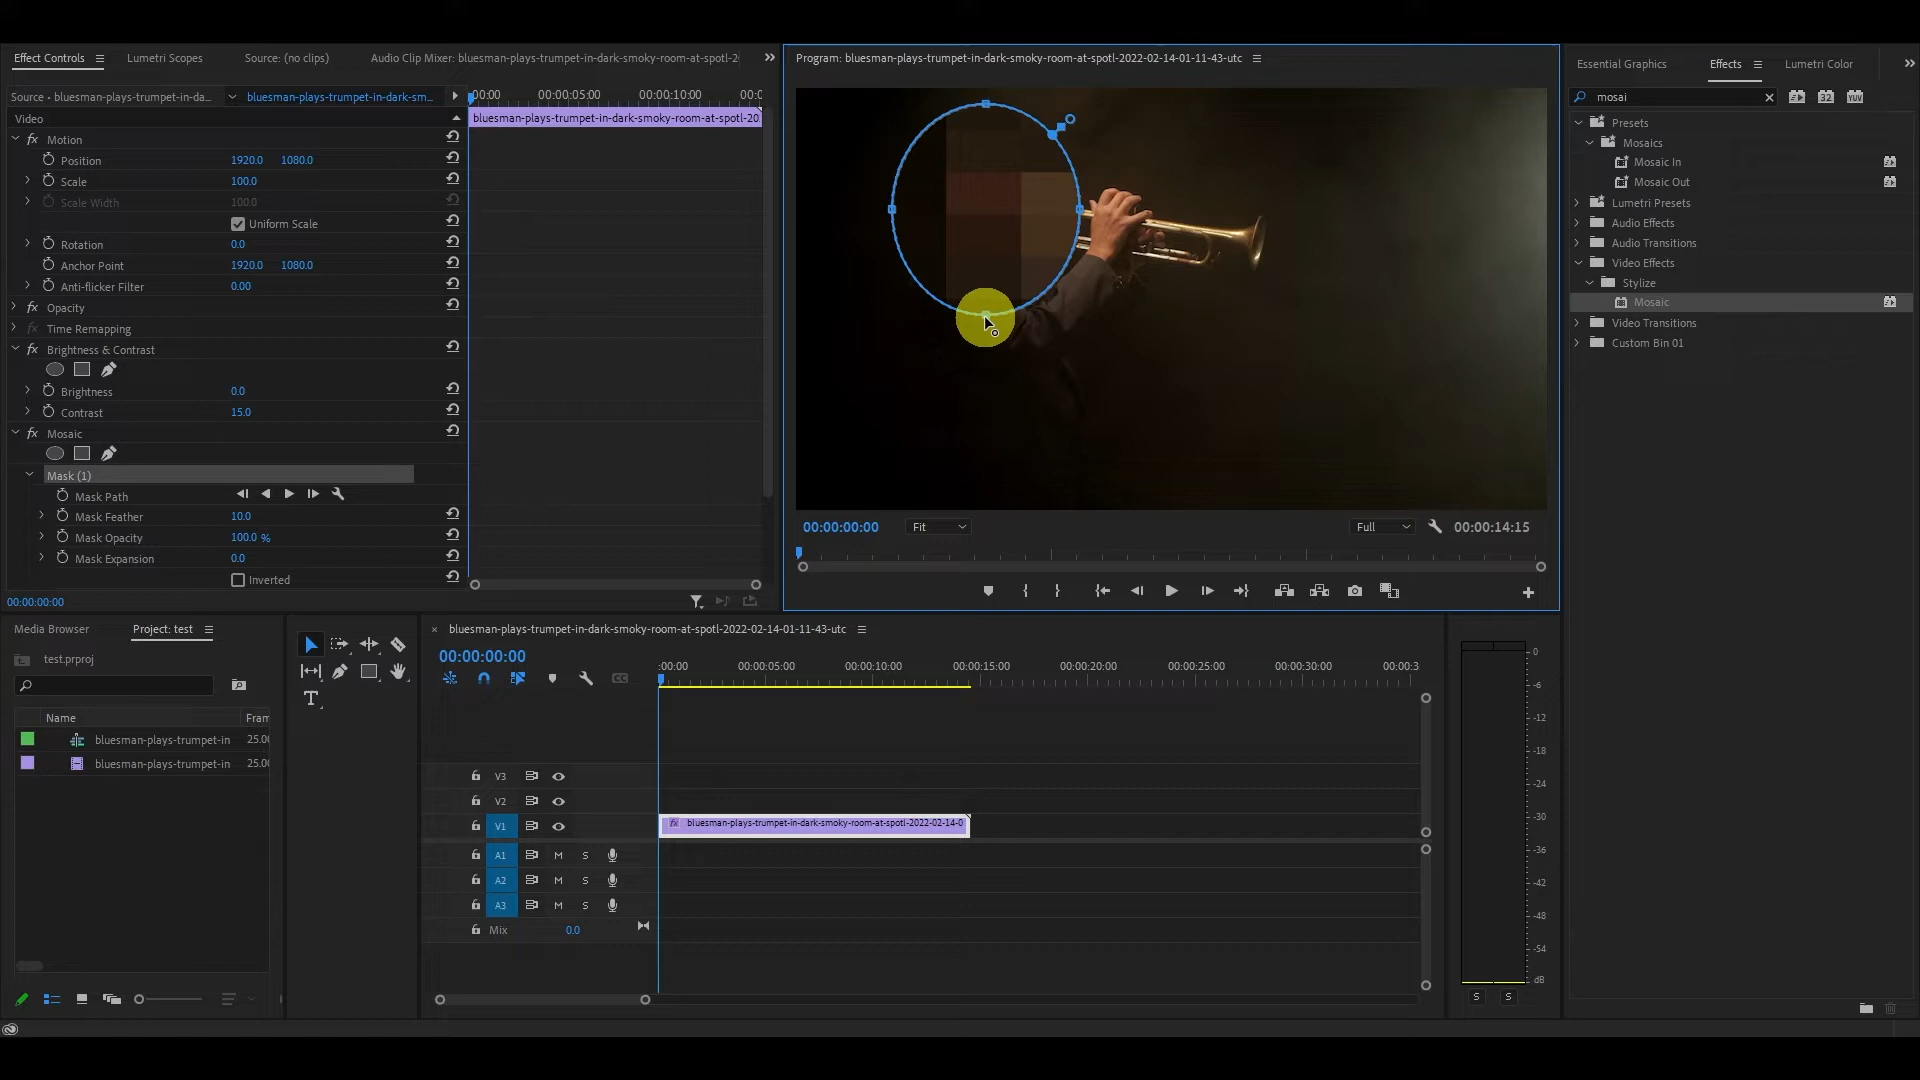 Effect Controls
Lumetri Scopes
Source: (no clips)
Audio Clip Mixer: bluesman-plays-trumpet-in-dark-smoky-room-at-spotl-2
Program: bluesman-plays-trumpet-in-dark-smoky-room-at-spotl-2022-02-14-01-11-43-utc
Essential Graphics
Effects
Lumetri Color
Source • bluesman-plays-trumpet-in-da...
bluesman-plays-trumpet-in-dark-sm...
00:00
00:00:05:00
00:00:10:00
mosai
32
YUV
Video
bluesman-plays-trumpet-in-dark-smoky-room-at-spotl-20
fx Motion
Position 1920.0 1080.0
Scale 100.0
Scale Width 100.0
Uniform Scale
Rotation 0.0
Anchor Point 1920.0 1080.0
Anti-flicker Filter 0.00
fx Opacity
fx Time Remapping
fx Brightness & Contrast
Brightness 0.0
Contrast 15.0
fx Mosaic
Mask (1)
Mask Path
Mask Feather 10.0
Mask Opacity 100.0 %
Mask Expansion 0.0
Inverted
00:00:00:00
Presets
Mosaics
Mosaic In
Mosaic Out
Lumetri Presets
Audio Effects
Audio Transitions
Video Effects
Stylize
Mosaic
Video Transitions
Custom Bin 01
00:00:00:00
Fit
Full
00:00:14:15
Media Browser
Project: test
test.prproj
Name
Fram
bluesman-plays-trumpet-in 25.00
bluesman-plays-trumpet-in 25.00
T
× bluesman-plays-trumpet-in-dark-smoky-room-at-spotl-2022-02-14-01-11-43-utc
00:00:00:00
:00:00
00:00:05:00
00:00:10:00
00:00:15:00
00:00:20:00
00:00:25:00
00:00:30:00
00:00:3
CC
V3
V2
V1
fx bluesman-plays-trumpet-in-dark-smoky-room-at-spotl-2022-02-14-0
A1 M S
A2 M S
A3 M S
Mix 0.0
0
-6
-12
-18
-24
-30
-36
-42
-48
-54
dB
S S